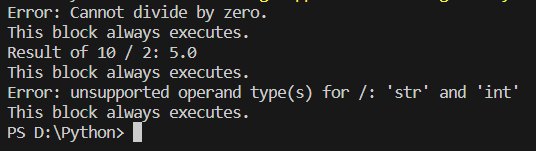 Error: Cannot divide by zero.
This block always executes.
Result of 10 / 2: 5.0
This block always executes.
Error: unsupported operand type(s) for /: 'str' and 'int'
This block always executes.
PS D:\Python>